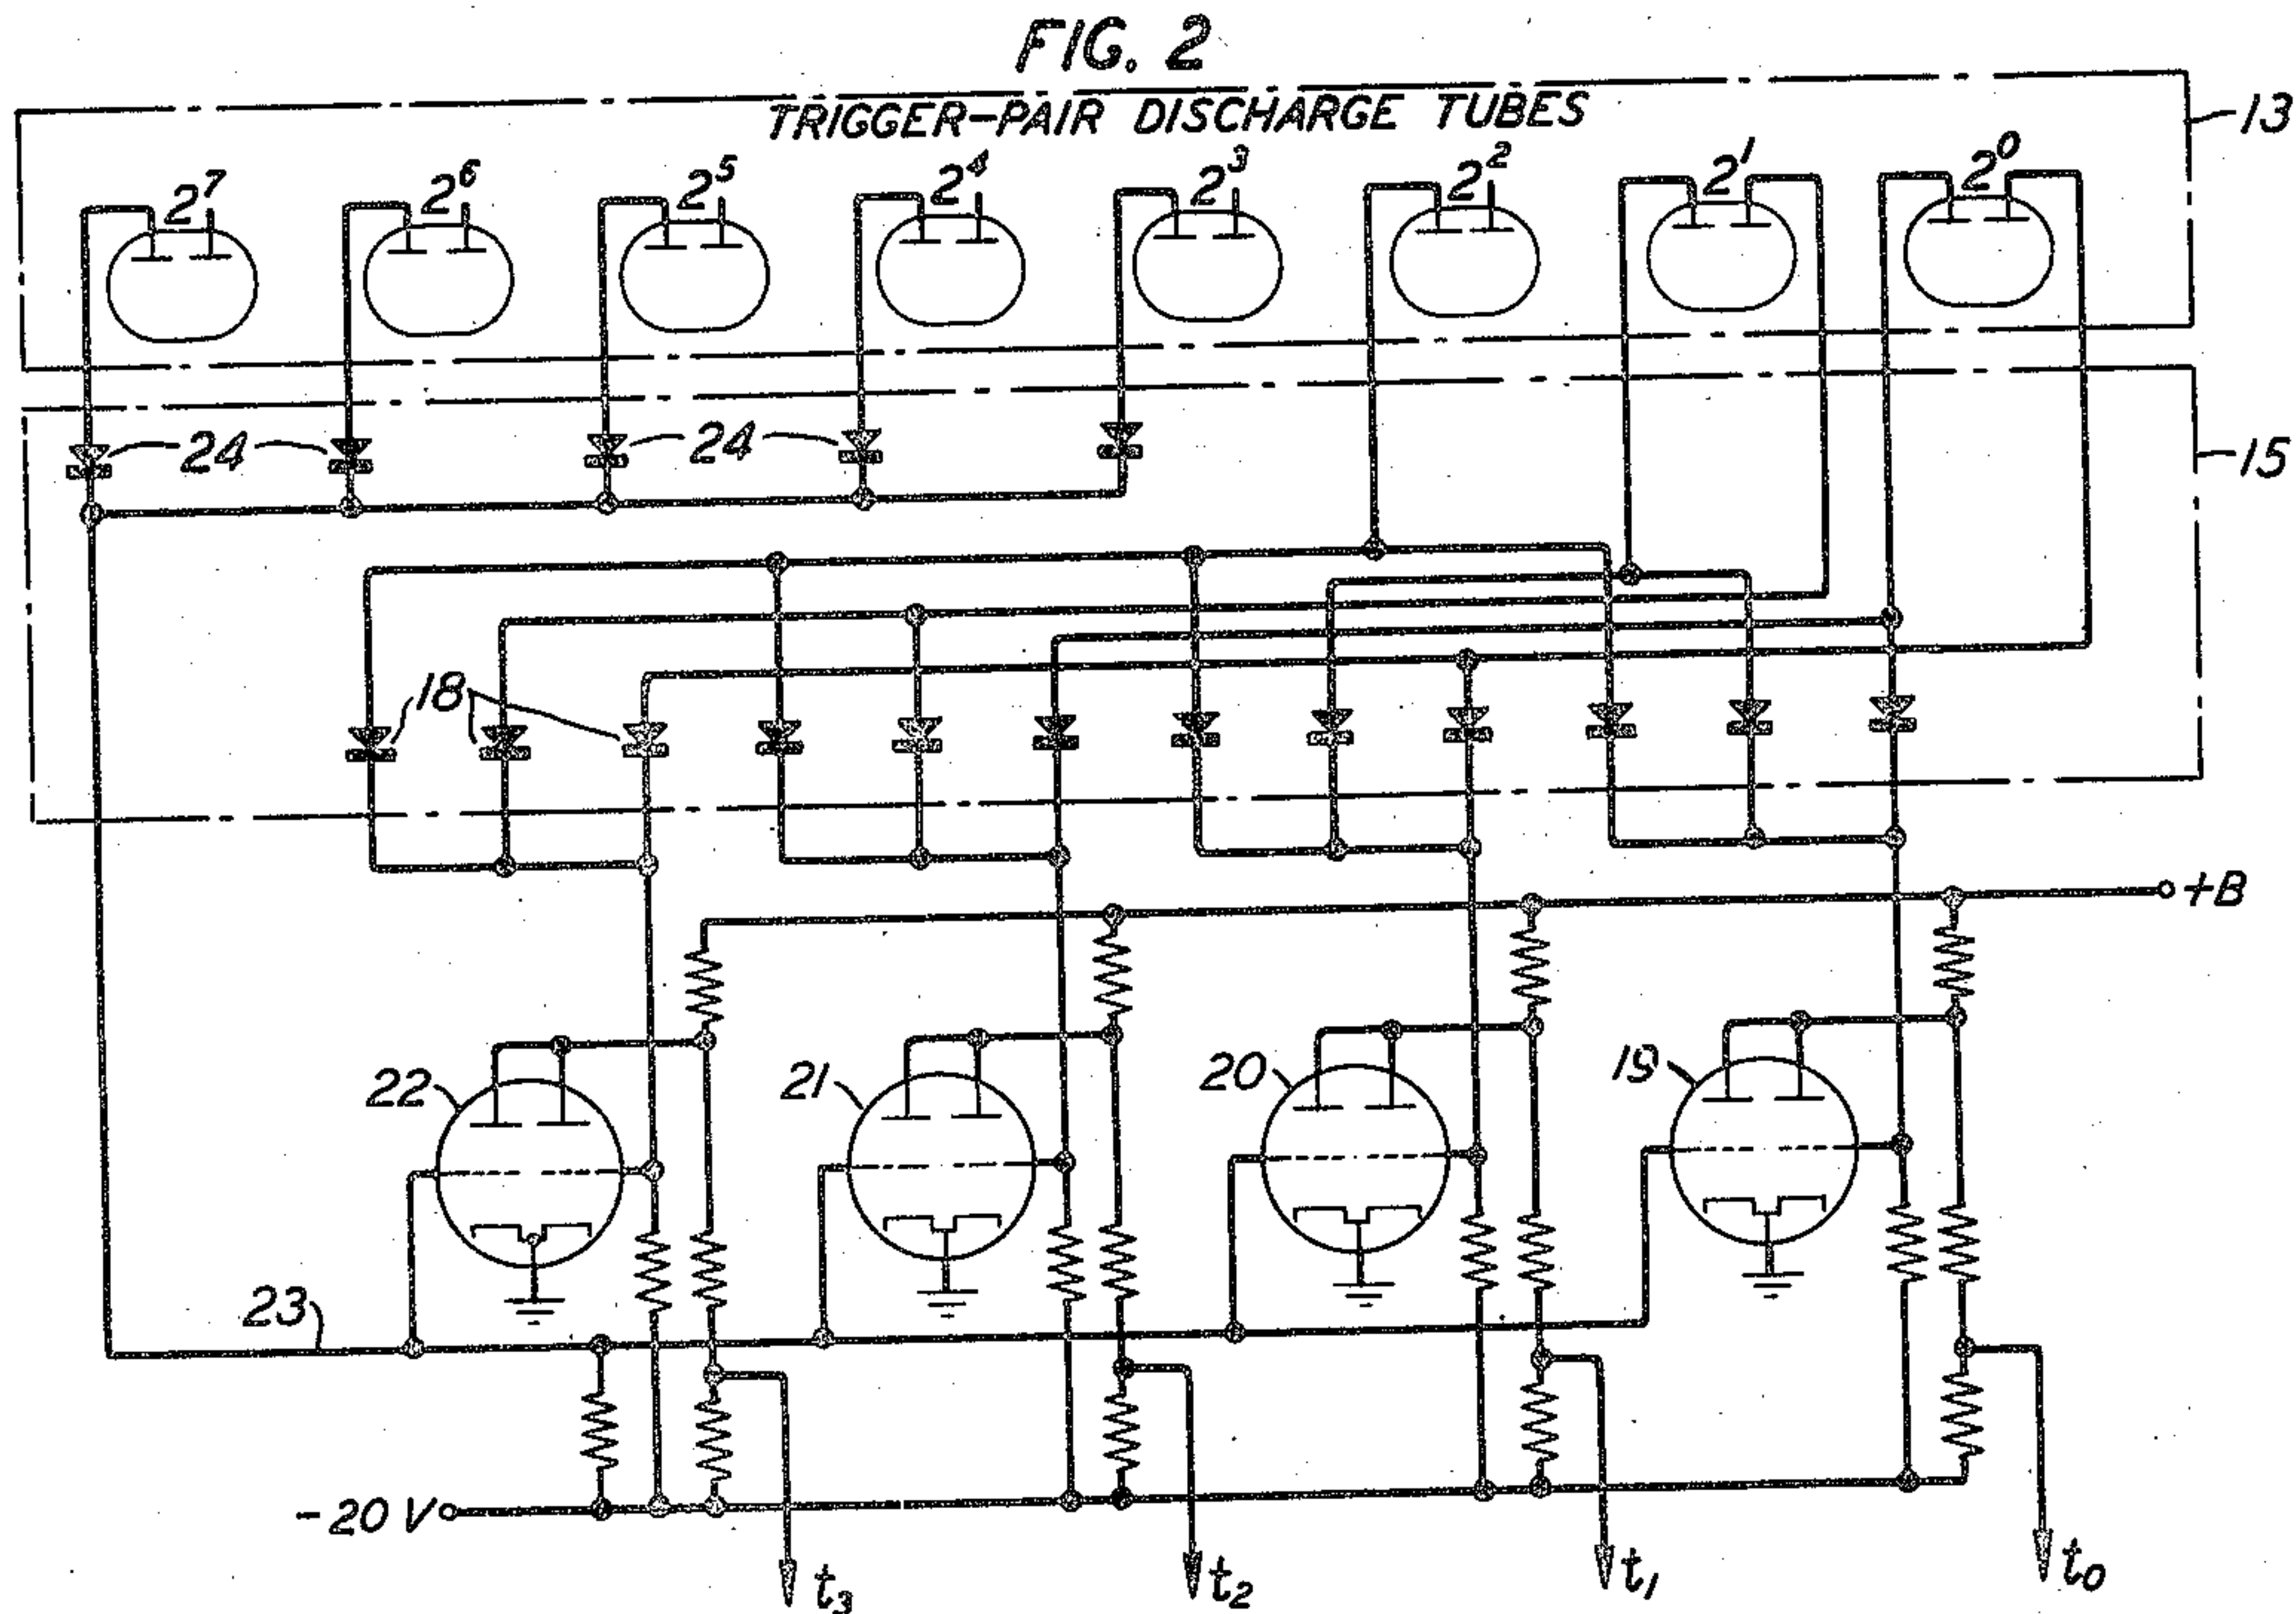 FIG. 2
TRIGGER-PAIR DISCHARGE TUBES
13
2⁷ 2⁶ 2⁵ 2⁴ 2³ 2² 2¹ 2⁰
24 24 15
18
+B
22 21 20 19
23
-20 V
t₃ t₂ t₁ t₀